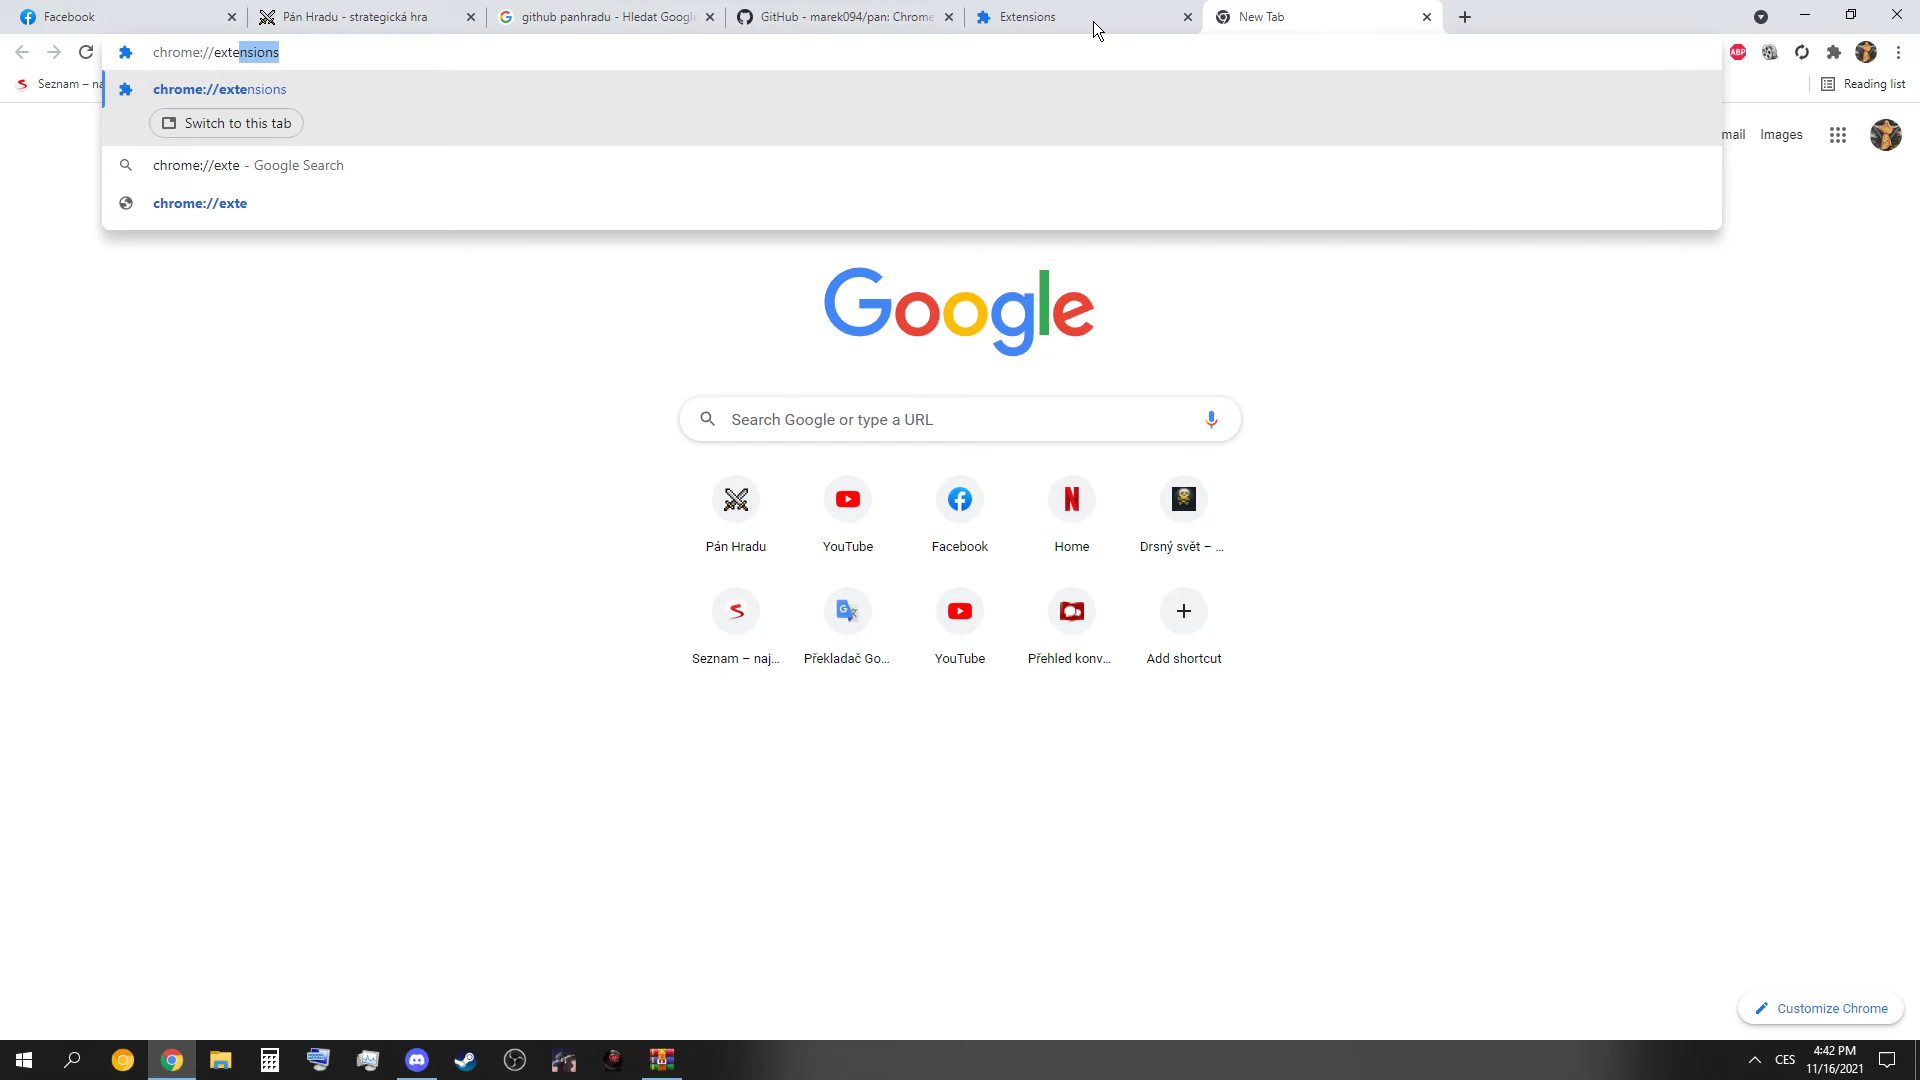 Facebook
Pán Hradu - strategická hra
github panhradu - Hledat Googl
GitHub - marek094/pan: Chrome
Extensions
New Tab
chrome://extensions
ABP
Seznam – na
Reading list
chrome://extensions
Switch to this tab
mail
Images
chrome://exte - Google Search
chrome://exte
Google
Search Google or type a URL
Pán Hradu
YouTube
Facebook
Home
Drsný svět – ...
Seznam – naj...
Překladač Go...
YouTube
Přehled konv...
Add shortcut
Customize Chrome
CES
4:42 PM
11/16/2021